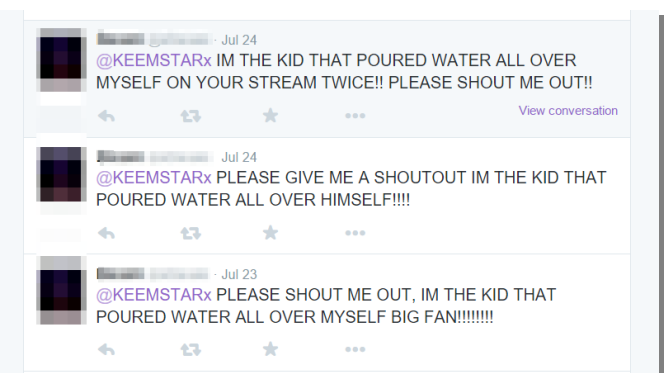 · Jul 24
@KEEMSTARx IM THE KID THAT POURED WATER ALL OVER
MYSELF ON YOUR STREAM TWICE!! PLEASE SHOUT ME OUT!!
View conversation
Jul 24
@KEEMSTARx PLEASE GIVE ME A SHOUTOUT IM THE KID THAT
POURED WATER ALL OVER HIMSELF!!!!
· Jul 23
@KEEMSTARx PLEASE SHOUT ME OUT, IM THE KID THAT
POURED WATER ALL OVER MYSELF BIG FAN!!!!!!!!